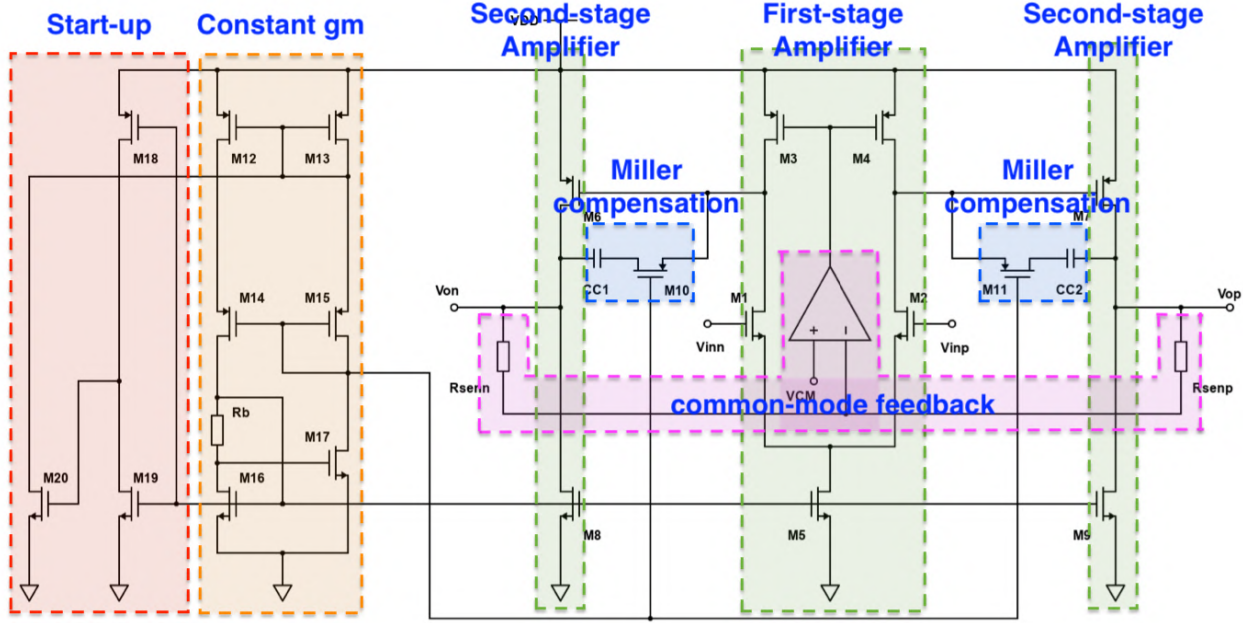 Start-up
Constant gm
Second-stage
Amplifier
First-stage
Amplifier
Second-stage
Amplifier
VDD
M18
M12
M13
M3
M4
Miller
compensation
Miller
compensation
M6
M7
CC1
M10
M11
CC2
M14
M15
Von
M1
M2
Vop
Vinn
Vinp
+
−
Rsenn
VCM
Rsenp
common-mode feedback
Rb
M17
M20
M19
M16
M8
M5
M9